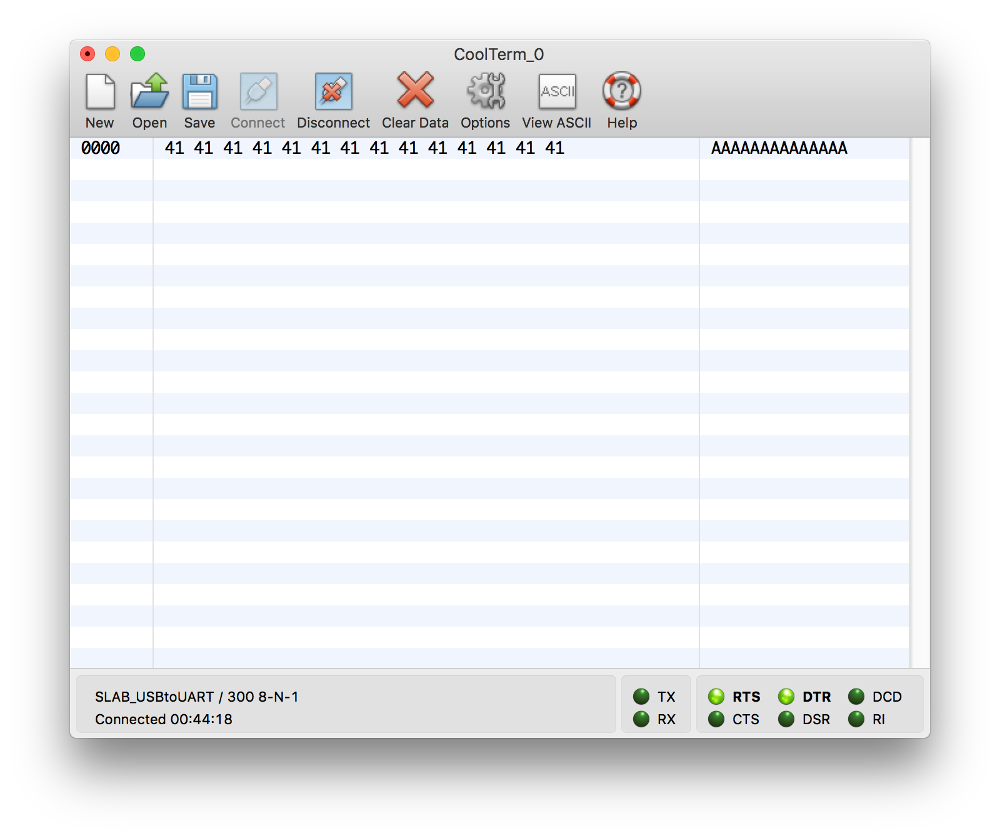 CoolTerm_0
New Open Save Connect Disconnect Clear Data Options ASCII View ASCII Help
0000 41 41 41 41 41 41 41 41 41 41 41 41 41 41 AAAAAAAAAAAAAA
SLAB_USBtoUART / 300 8-N-1
Connected 00:44:18
TX RTS DTR DCD
RX CTS DSR RI